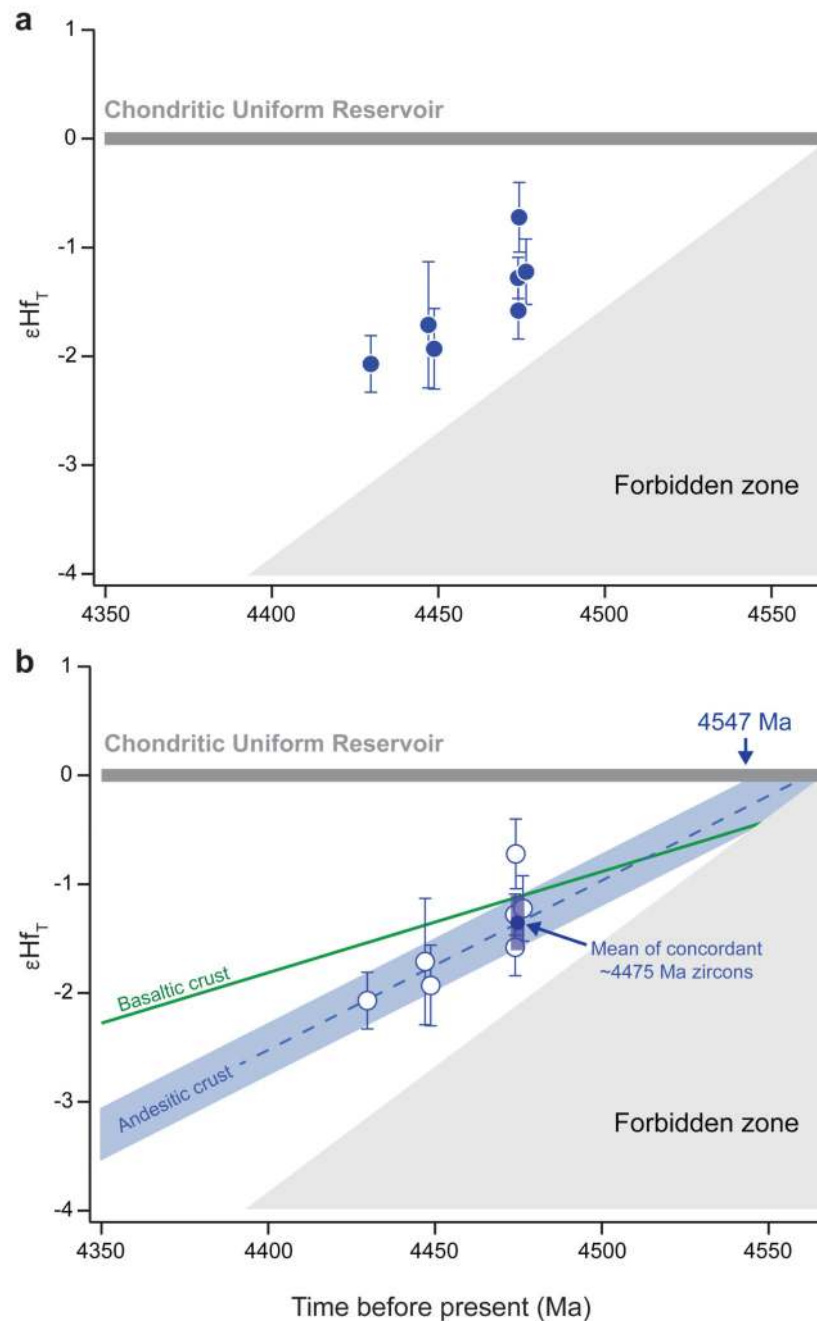 a
1
Chondritic Uniform Reservoir
0
-1
εHfT
-2
-3
Forbidden zone
-4
4350 4400 4450 4500 4550
b
1
4547 Ma
Chondritic Uniform Reservoir
0
-1
εHfT
Mean of concordant
~4475 Ma zircons
-2
Basaltic crust
Andesitic crust
-3
Forbidden zone
-4
4350 4400 4450 4500 4550
Time before present (Ma)